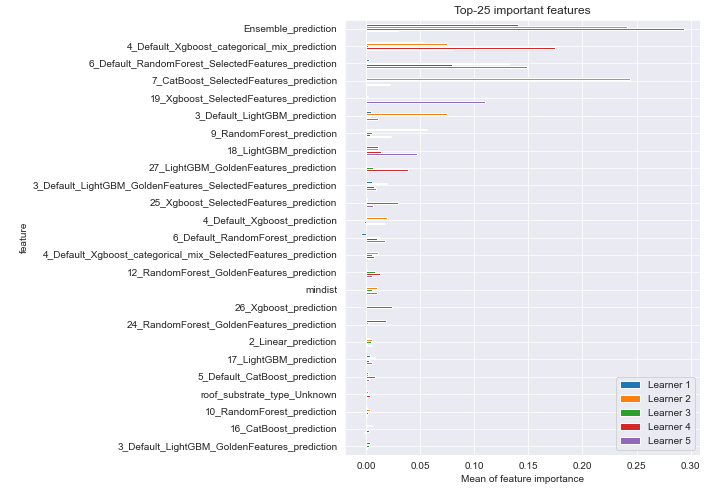 Top-25 important features
Ensemble_prediction
4_Default_Xgboost_categorical_mix_prediction
6_Default_RandomForest_SelectedFeatures_prediction
7_CatBoost_SelectedFeatures_prediction
19_Xgboost_SelectedFeatures_prediction
3_Default_LightGBM_prediction
9_RandomForest_prediction
18_LightGBM_prediction
27_LightGBM_GoldenFeatures_prediction
3_Default_LightGBM_GoldenFeatures_SelectedFeatures_prediction
25_Xgboost_SelectedFeatures_prediction
4_Default_Xgboost_prediction
6_Default_RandomForest_prediction
4_Default_Xgboost_categorical_mix_SelectedFeatures_prediction
12_RandomForest_GoldenFeatures_prediction
mindist
26_Xgboost_prediction
24_RandomForest_GoldenFeatures_prediction
2_Linear_prediction
17_LightGBM_prediction
5_Default_CatBoost_prediction
roof_substrate_type_Unknown
10_RandomForest_prediction
16_CatBoost_prediction
3_Default_LightGBM_GoldenFeatures_prediction
feature
Learner 1
Learner 2
Learner 3
Learner 4
Learner 5
0.00 0.05 0.10 0.15 0.20 0.25 0.30
Mean of feature importance